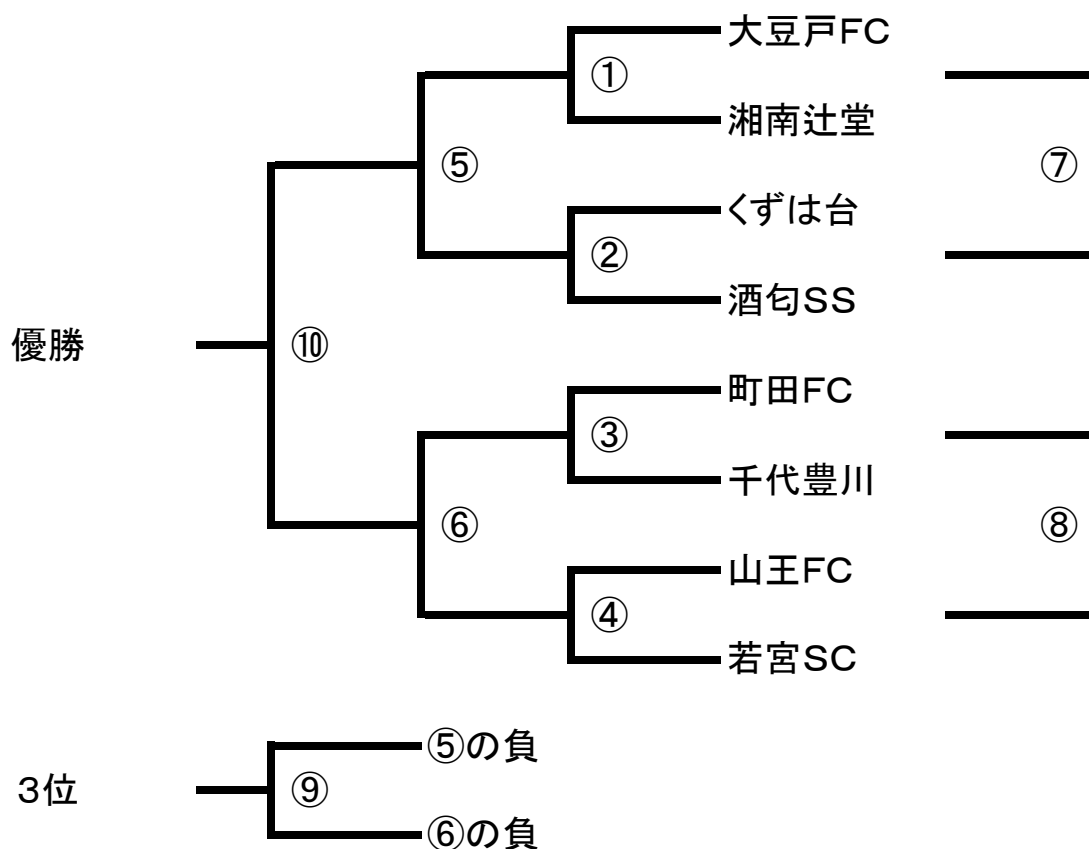 大豆戸FC
①
湘南辻堂
⑤
⑦
くずは台
②
酒匂SS
優勝
⑩
町田FC
③
千代豊川
⑥
⑧
山王FC
④
若宮SC
⑤の負
3位
⑨
⑥の負